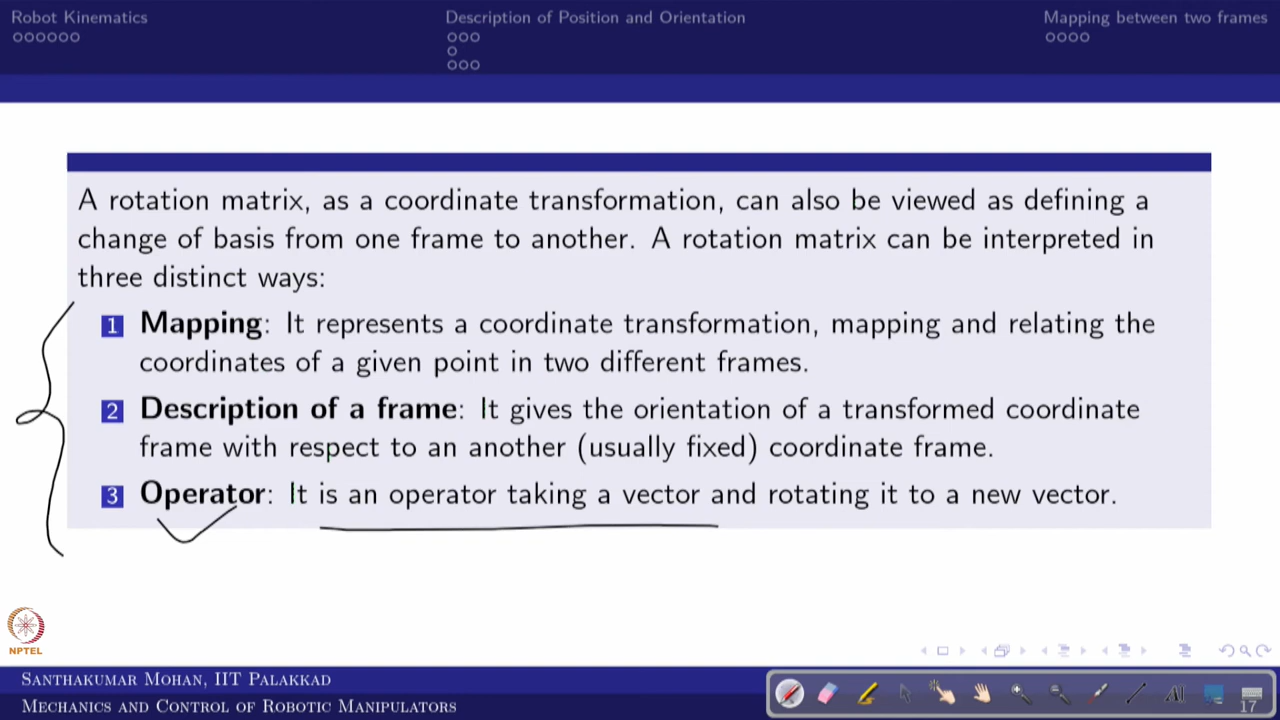 Robot Kinematics
Description of Position and Orientation
Mapping between two frames
A rotation matrix, as a coordinate transformation, can also be viewed as defining a
change of basis from one frame to another. A rotation matrix can be interpreted in
three distinct ways:
1 Mapping: It represents a coordinate transformation, mapping and relating the
coordinates of a given point in two different frames.
2 Description of a frame: It gives the orientation of a transformed coordinate
frame with respect to an another (usually fixed) coordinate frame.
3 Operator: It is an operator taking a vector and rotating it to a new vector.
NPTEL
Santhakumar Mohan, IIT Palakkad
Mechanics and Control of Robotic Manipulators
17